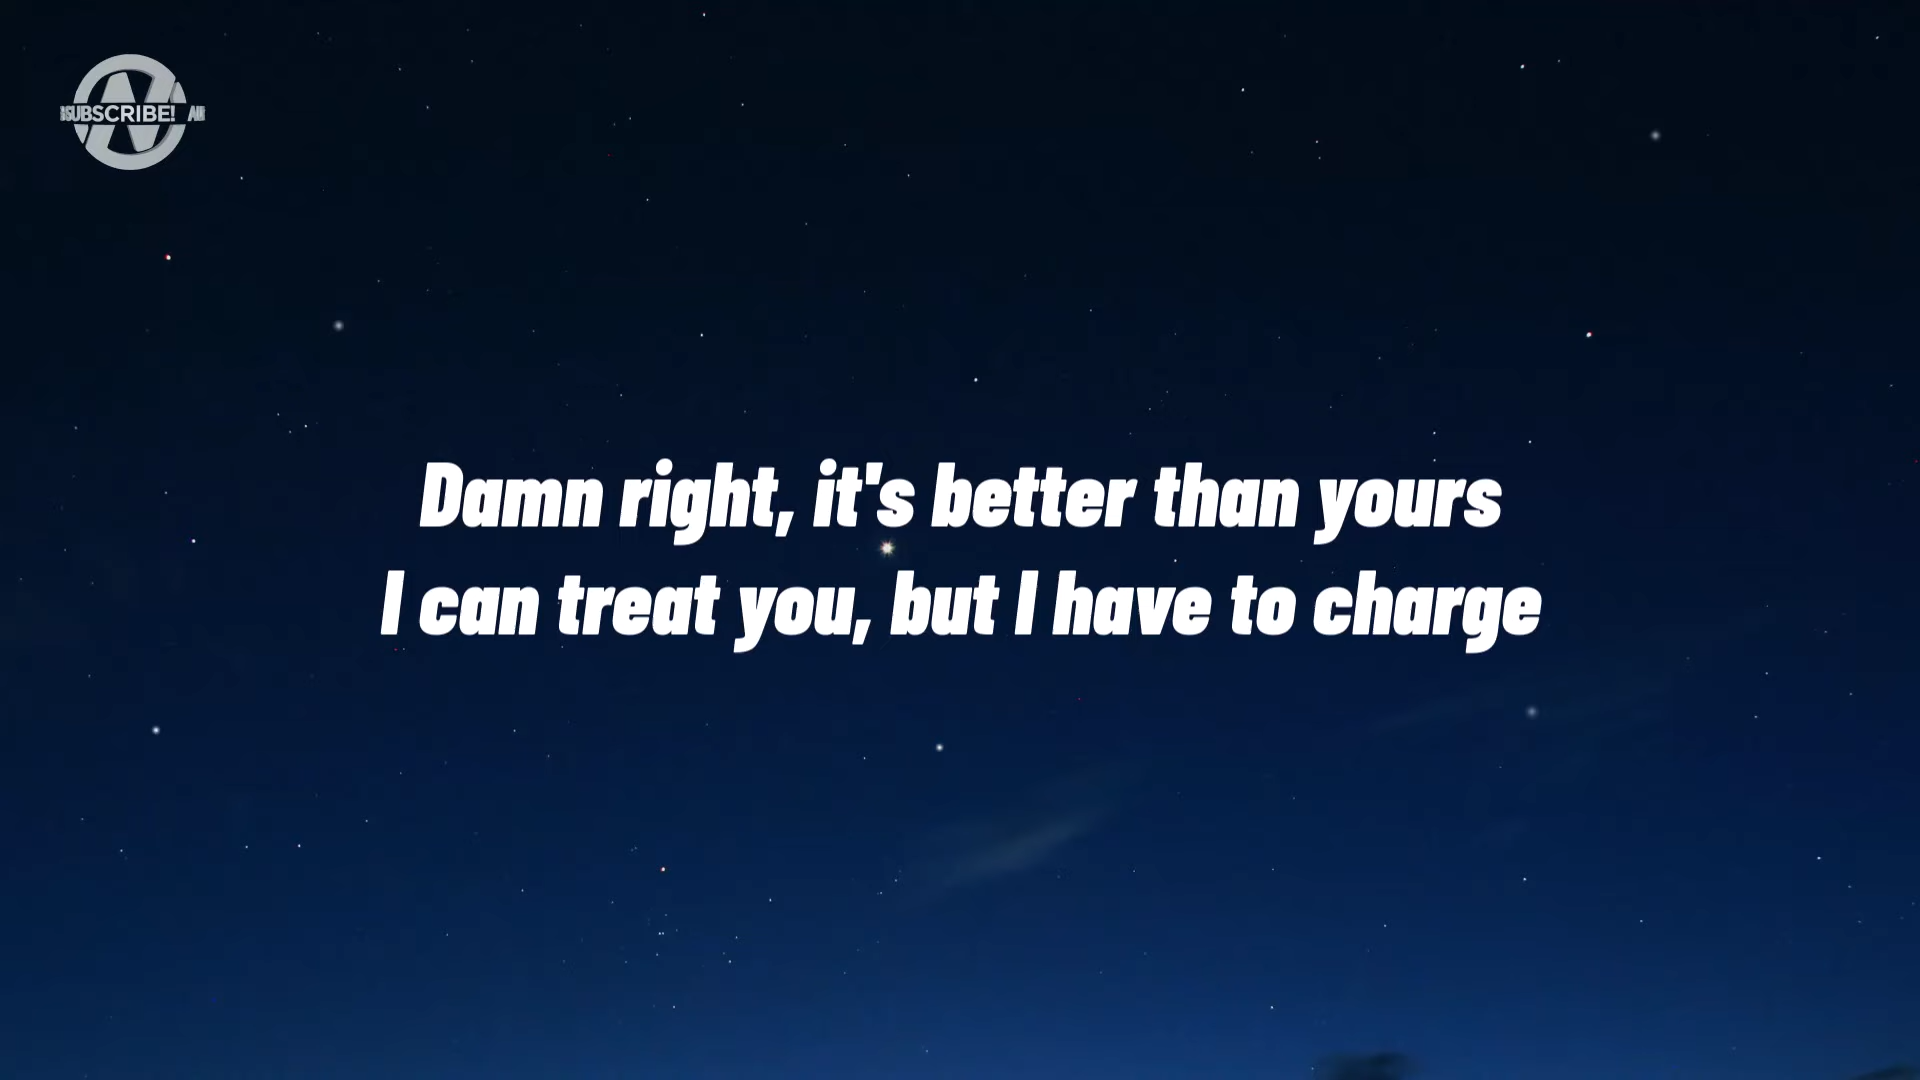 SUBSCRIBE!
Damn right, it's better than yours
I can treat you, but I have to charge